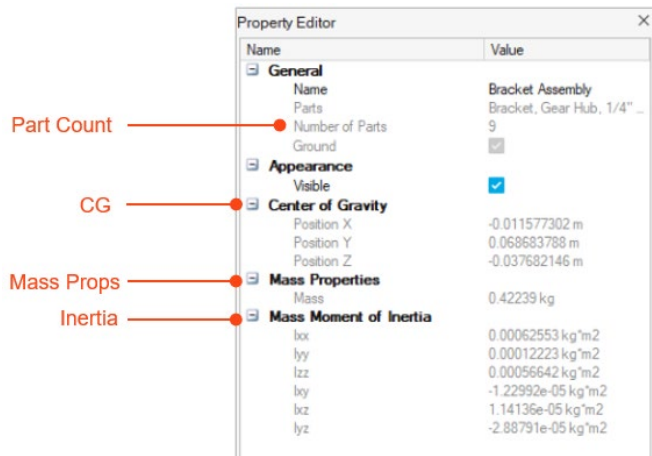 Property Editor
Name Value
General
Name Bracket Assembly
Parts Bracket, Gear Hub, 1/4" ...
Part Count Number of Parts 9
Ground
Appearance
Visible
CG Center of Gravity
Position X -0.011577302 m
Position Y 0.068683788 m
Position Z -0.037682146 m
Mass Props Mass Properties
Mass 0.42239 kg
Inertia Mass Moment of Inertia
Ixx 0.00062553 kg*m2
Iyy 0.00012223 kg*m2
Izz 0.00056642 kg*m2
Ixy -1.22992e-05 kg*m2
Ixz 1.14136e-05 kg*m2
Iyz -2.88791e-05 kg*m2